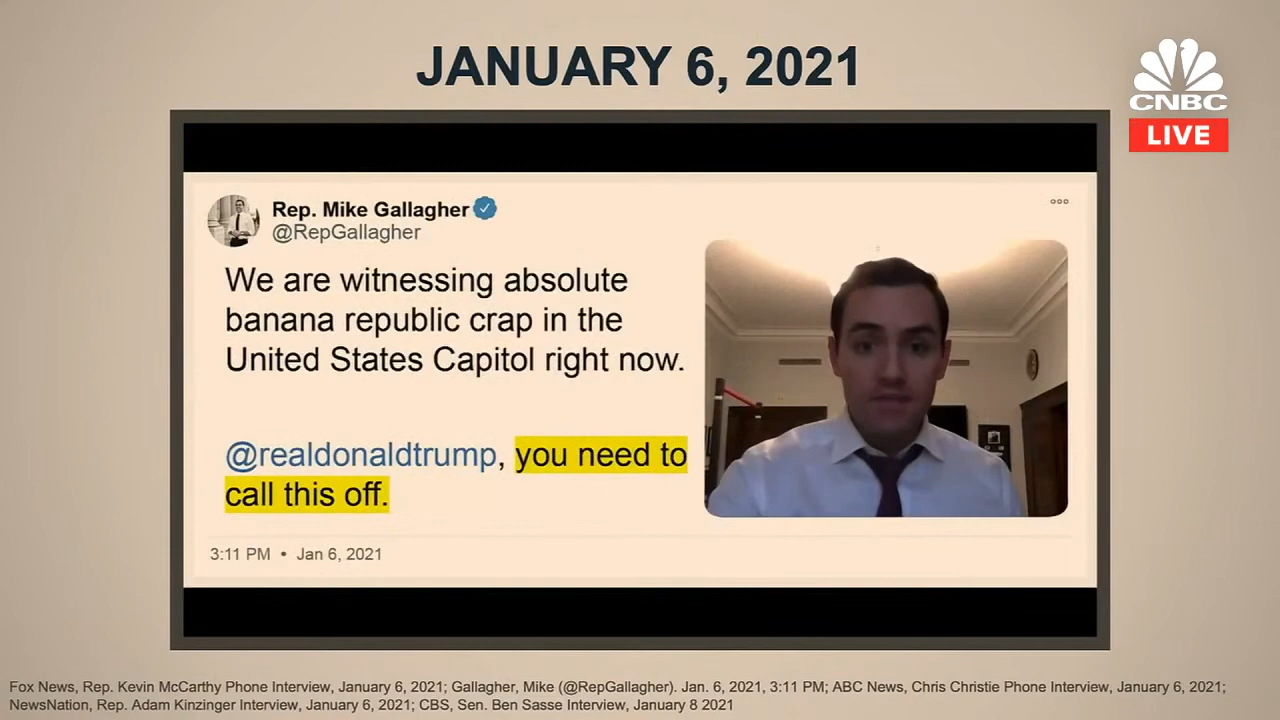 JANUARY 6, 2021
CNBC
LIVE
Rep. Mike Gallagher
@RepGallagher
We are witnessing absolute
banana republic crap in the
United States Capitol right now.
@realdonaldtrump, you need to
call this off.
3:11 PM • Jan 6, 2021
Fox News, Rep. Kevin McCarthy Phone Interview, January 6, 2021; Gallagher, Mike (@RepGallagher). Jan. 6, 2021, 3:11 PM; ABC News, Chris Christie Phone Interview, January 6, 2021;
NewsNation, Rep. Adam Kinzinger Interview, January 6, 2021; CBS, Sen. Ben Sasse Interview, January 8 2021